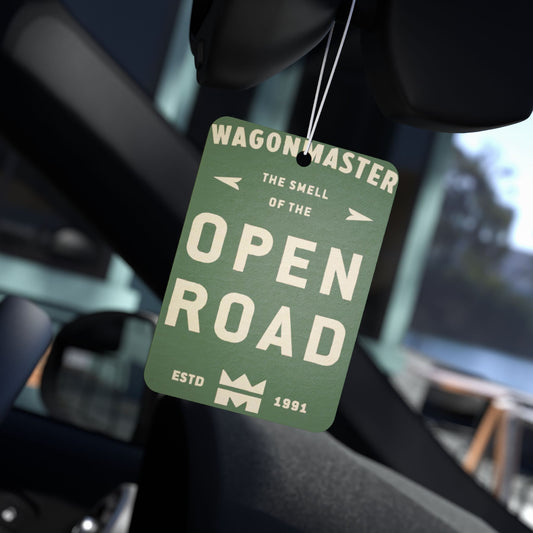 WAGONMASTER
THE SMELL
OF THE
OPEN
ROAD
ESTD 1991